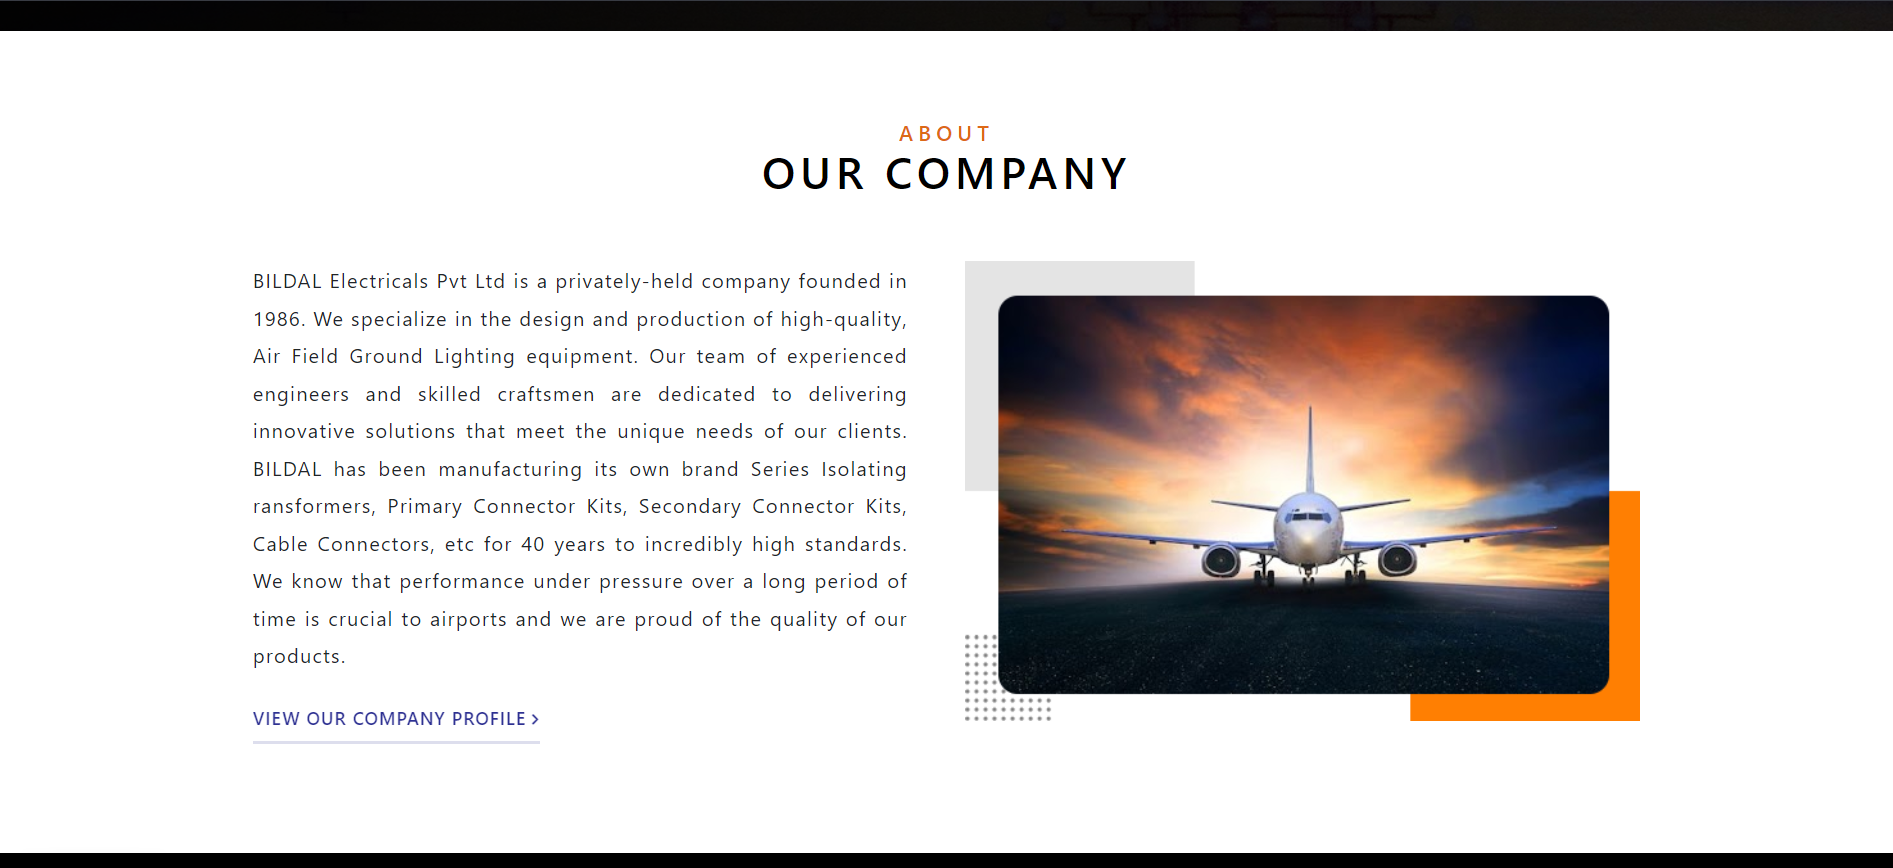 ABOUT
OUR COMPANY
BILDAL Electricals Pvt Ltd is a privately-held company founded in
1986. We specialize in the design and production of high-quality,
Air Field Ground Lighting equipment. Our team of experienced
engineers and skilled craftsmen are dedicated to delivering
innovative solutions that meet the unique needs of our clients.
BILDAL has been manufacturing its own brand Series Isolating
ransformers, Primary Connector Kits, Secondary Connector Kits,
Cable Connectors, etc for 40 years to incredibly high standards.
We know that performance under pressure over a long period of
time is crucial to airports and we are proud of the quality of our
products.
VIEW OUR COMPANY PROFILE >